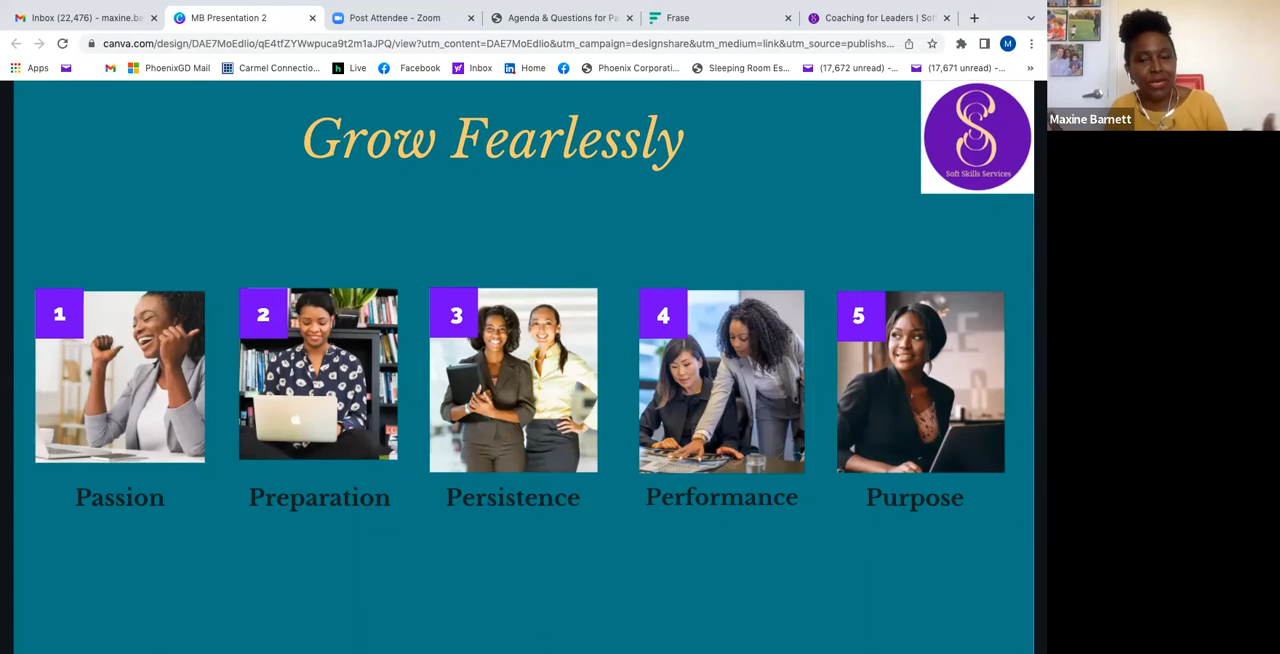 Inbox (22,476) - maxine.ba
MB Presentation 2
Post Attendee - Zoom
Agenda & Questions for Pa
Frase
Coaching for Leaders | Sof
canva.com/design/DAE7MoEdlio/qE4tfZYWwpuca9t2m1aJPQ/view?utm_content=DAE7MoEdlio&utm_campaign=designshare&utm_medium=link&utm_source=publishs...
M
Apps
PhoenixGD Mail
Carmel Connectio...
Live
Facebook
Inbox
Home
Phoenix Corporati...
Sleeping Room Es...
(17,672 unread) -...
(17,671 unread) -...
Maxine Barnett
Grow Fearlessly
Soft Skills Services
1
2
3
4
5
Passion
Preparation
Persistence
Performance
Purpose